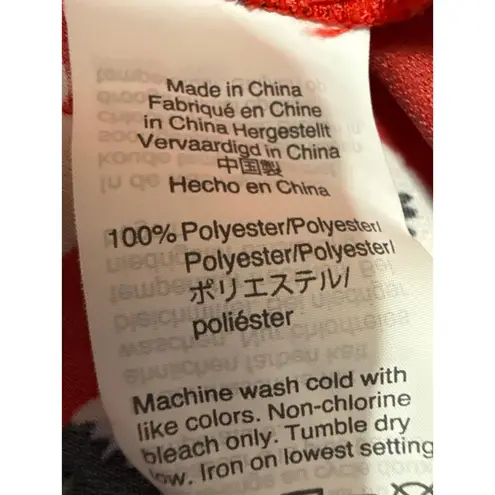 Made in China
Fabriqué en Chine
in China Hergestellt
Vervaardigd in China
中国製
Hecho en China
100% Polyester/Polyester/
Polyester/Polyester/
ポリエステル/
poliéster
Machine wash cold with
like colors. Non-chlorine
bleach only. Tumble dry
low. Iron on lowest setting